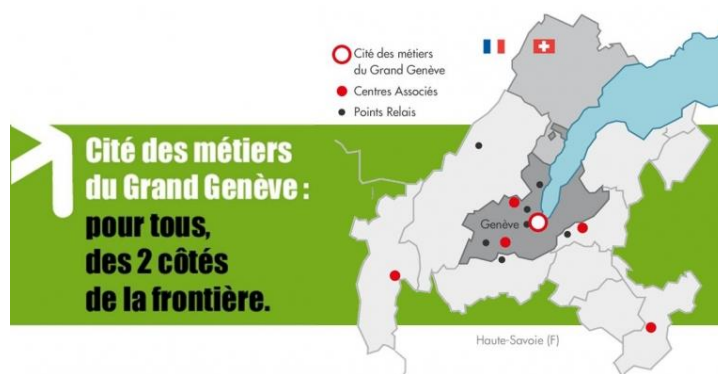 Cité des métiers
du Grand Genève :
pour tous,
des 2 côtés
de la frontière.
Cité des métiers
du Grand Genève
Centres Associés
Points Relais
Genève
Haute-Savoie (F)